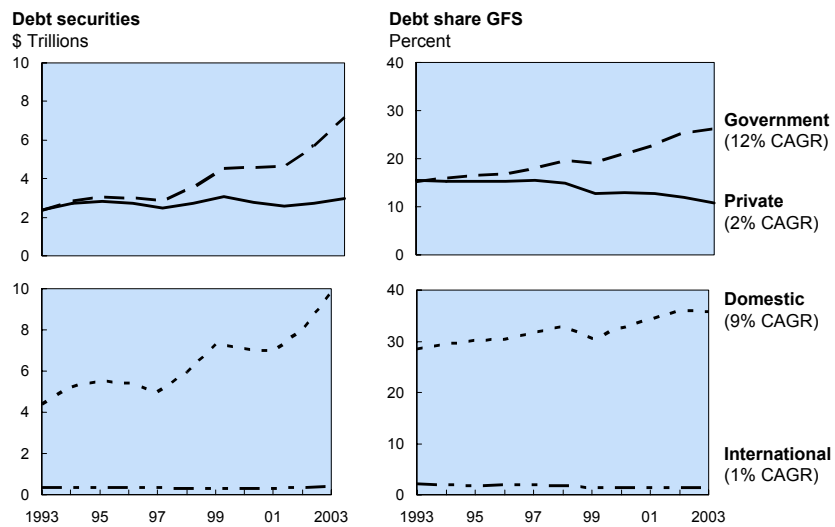 Debt securities
$ Trillions
10
8
6
4
2
0
Debt share GFS
Percent
40
30
20
10
0
Government
(12% CAGR)
Private
(2% CAGR)
10
8
6
4
2
0
1993 95 97 99 01 2003
40
30
20
10
0
1993 95 97 99 01 2003
Domestic
(9% CAGR)
International
(1% CAGR)